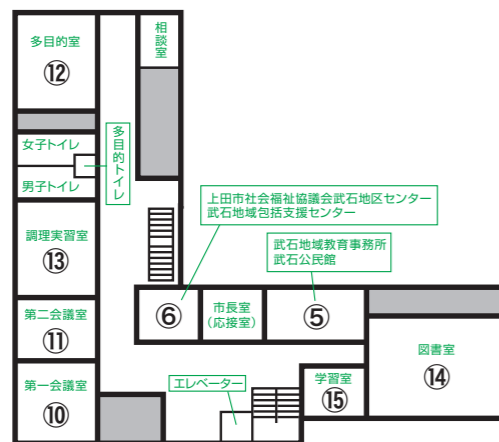 多目的室
⑫
相談室
女子トイレ
男子トイレ
多目的トイレ
調理実習室
⑬
上田市社会福祉協議会武石地区センター
武石地域包括支援センター
武石地域教育事務所
武石公民館
⑥
市長室
(応接室)
⑤
第二会議室
⑪
図書室
⑭
第一会議室
⑩
エレベーター
学習室
⑮